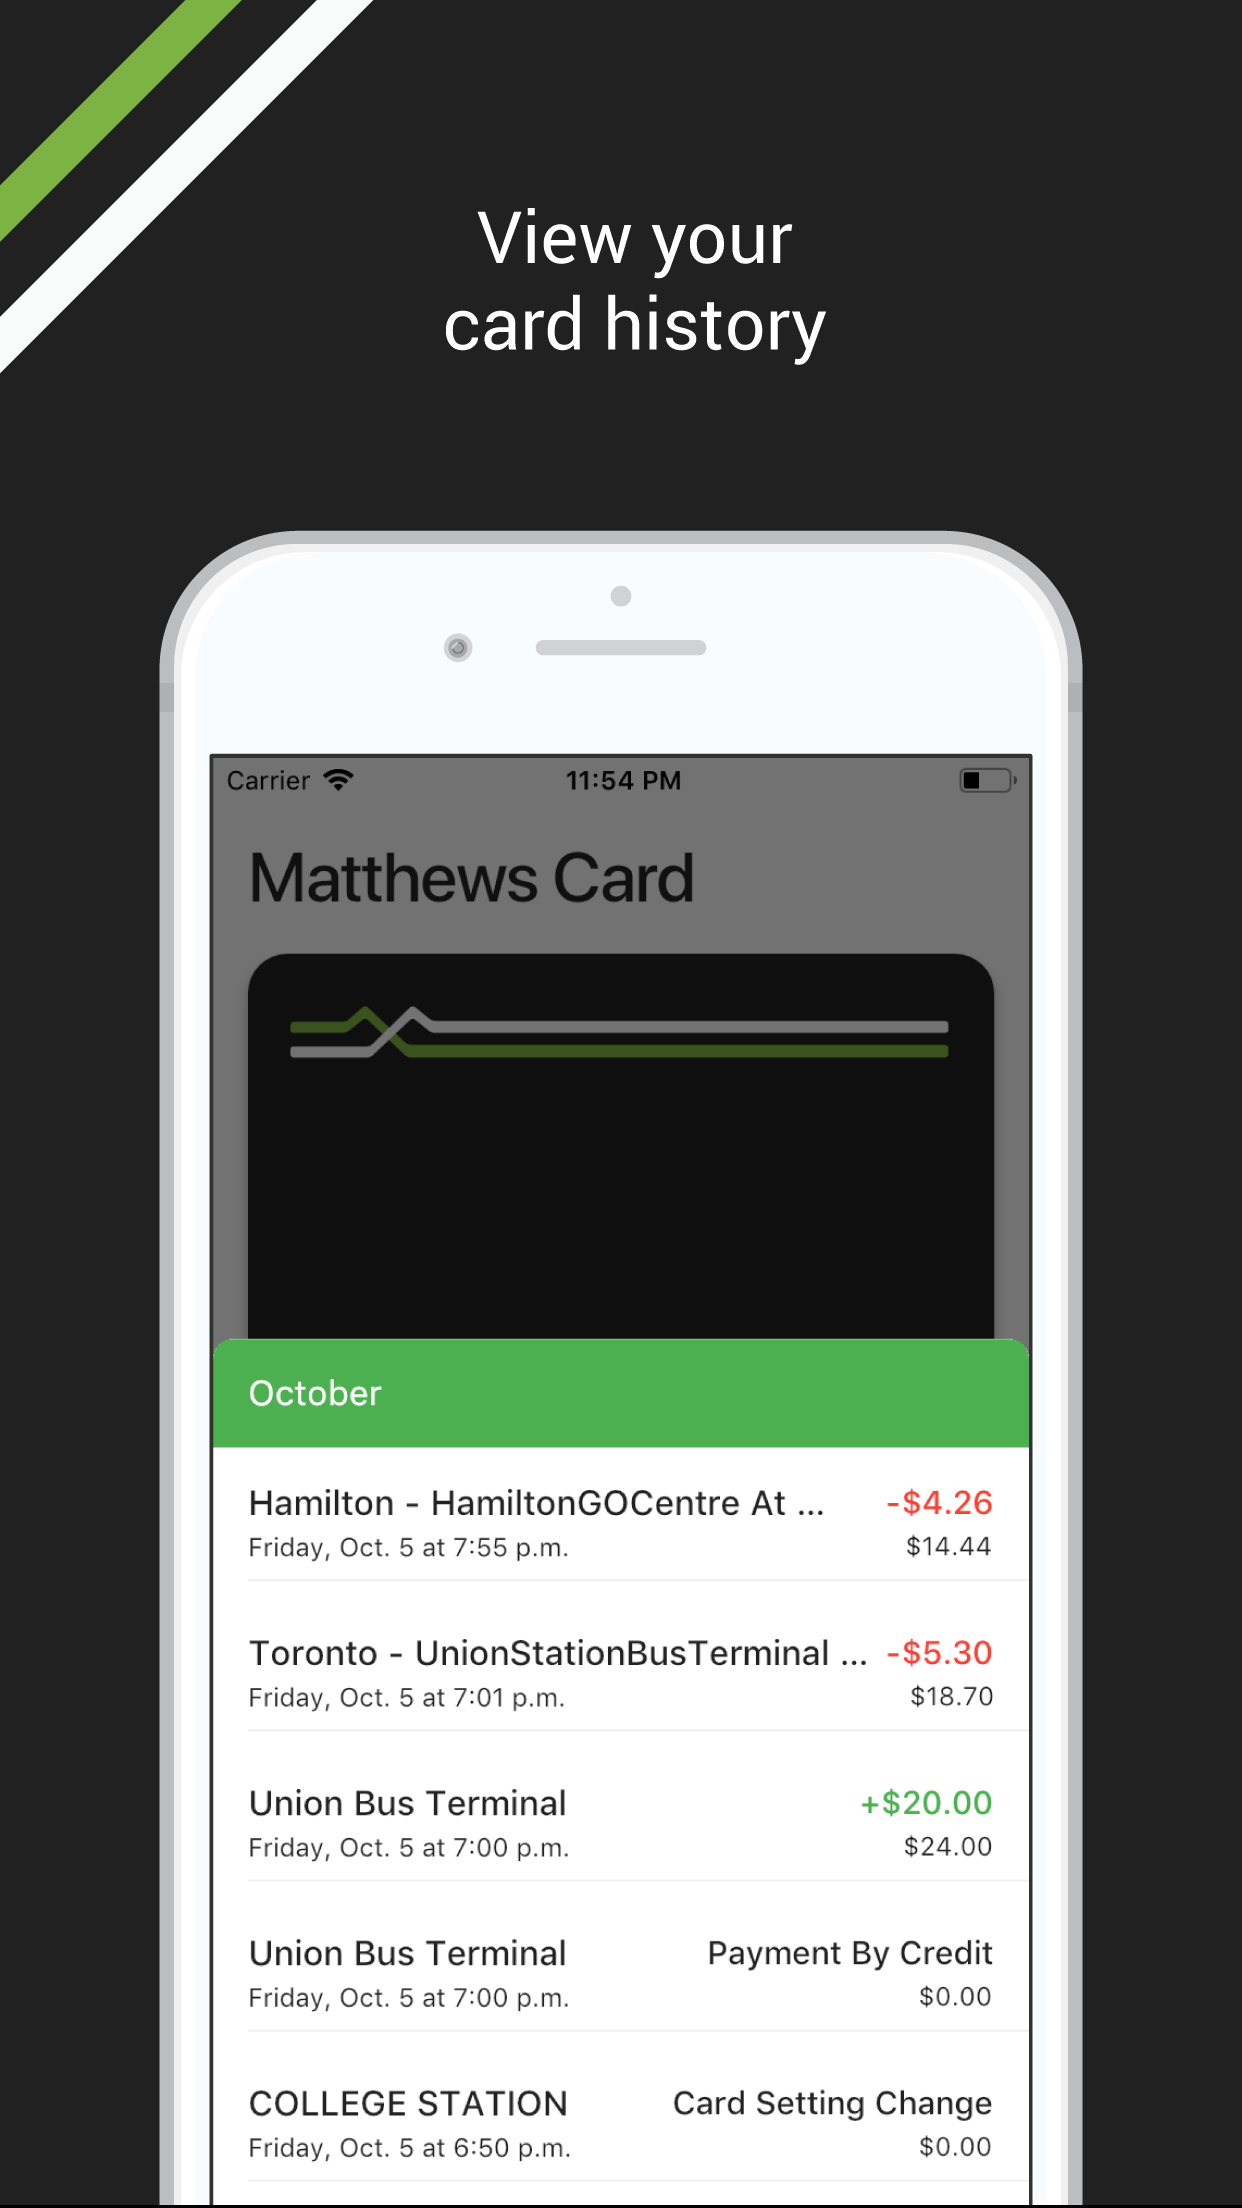 View your
card history
Carrier 11:54 PM
Matthews Card
October
Hamilton - HamiltonGOCentre At ... -$4.26
Friday, Oct. 5 at 7:55 p.m. $14.44
Toronto - UnionStationBusTerminal ... -$5.30
Friday, Oct. 5 at 7:01 p.m. $18.70
Union Bus Terminal +$20.00
Friday, Oct. 5 at 7:00 p.m. $24.00
Union Bus Terminal Payment By Credit
Friday, Oct. 5 at 7:00 p.m. $0.00
COLLEGE STATION Card Setting Change
Friday, Oct. 5 at 6:50 p.m. $0.00